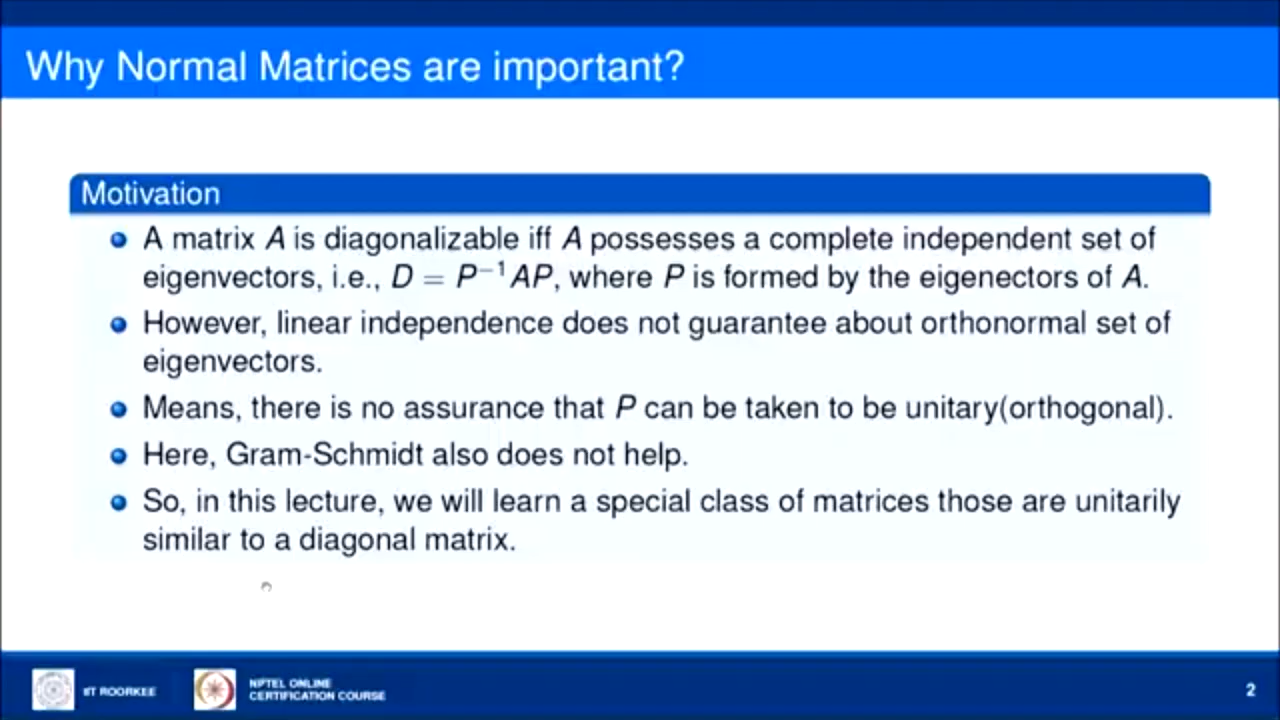 Why Normal Matrices are important?
Motivation
A matrix A is diagonalizable iff A possesses a complete independent set of
eigenvectors, i.e., D = P⁻¹AP, where P is formed by the eigenectors of A.
However, linear independence does not guarantee about orthonormal set of
eigenvectors.
Means, there is no assurance that P can be taken to be unitary(orthogonal).
Here, Gram-Schmidt also does not help.
So, in this lecture, we will learn a special class of matrices those are unitarily
similar to a diagonal matrix.
IIT ROORKEE
NPTEL ONLINE
CERTIFICATION COURSE
2